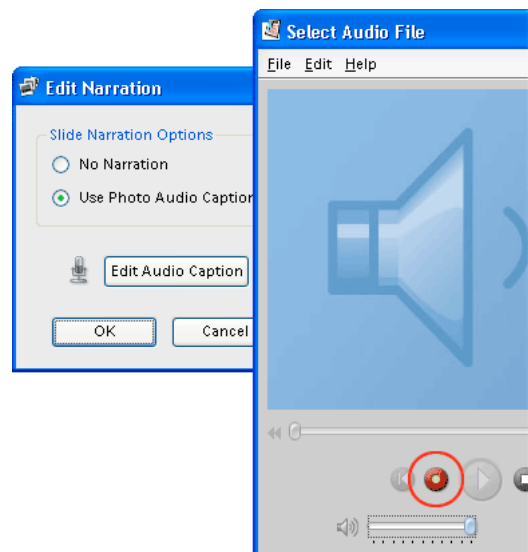 Select Audio File
File Edit Help
Edit Narration
Slide Narration Options
No Narration
Use Photo Audio Caption
Edit Audio Caption
OK Cancel